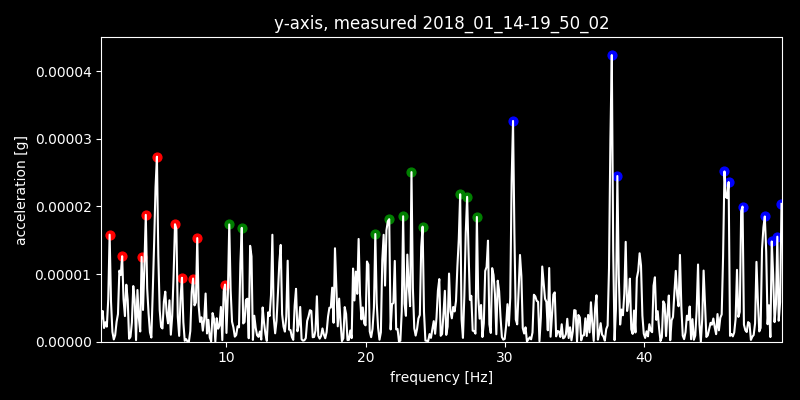 y-axis, measured 2018_01_14-19_50_02
acceleration [g]
0.00004
0.00003
0.00002
0.00001
0.00000
10 20 30 40
frequency [Hz]